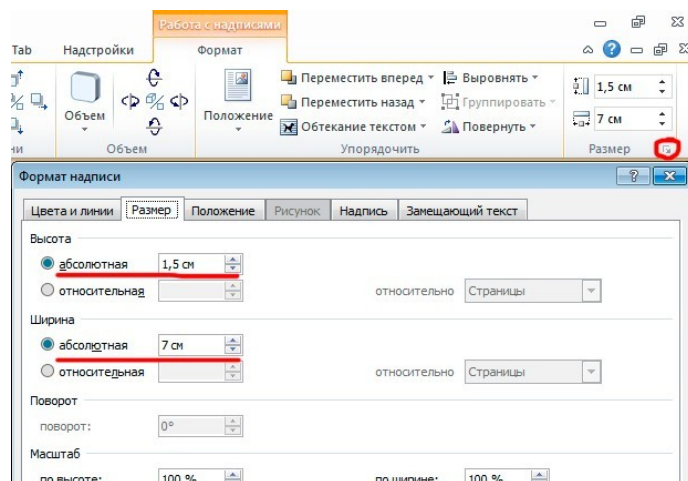 Работа с надписями
Tab Надстройки Формат
Переместить вперед Выровнять 1,5 см
Объем Положение Переместить назад Группировать
Обтекание текстом Повернуть 7 см
Объем Упорядочить Размер
Формат надписи
Цвета и линии Размер Положение Рисунок Надпись Замещающий текст
Высота
абсолютная 1,5 см
относительная относительно Страницы
Ширина
абсолютная 7 см
относительная относительно Страницы
Поворот
поворот: 0°
Масштаб
по высоте: 100 % по ширине: 100 %